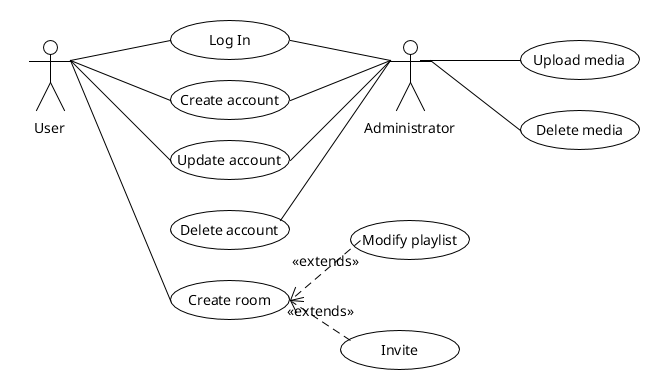 Log In
Upload media
Create account
User
Administrator
Delete media
Update account
Delete account
Modify playlist
«extends»
Create room
«extends»
Invite